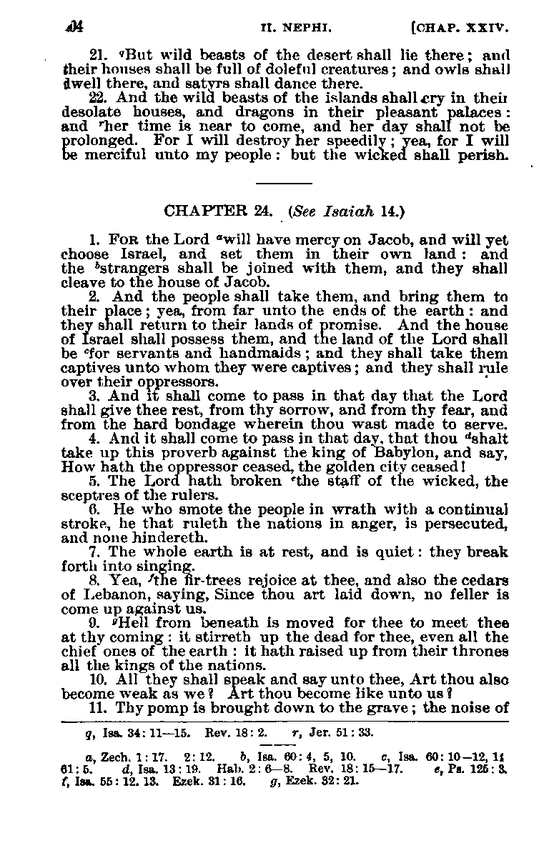 94 II. NEPHI. [CHAP. XXIV.
21. qBut wild beasts of the desert shall lie there; and
their houses shall be full of doleful creatures; and owls shall
dwell there, and satyrs shall dance there.
22. And the wild beasts of the islands shall cry in their
desolate houses, and dragons in their pleasant palaces:
and rher time is near to come, and her day shall not be
prolonged. For I will destroy her speedily; yea, for I will
be merciful unto my people: but the wicked shall perish.
CHAPTER 24. (See Isaiah 14.)
1. FOR the Lord awill have mercy on Jacob, and will yet
choose Israel, and set them in their own land: and
the bstrangers shall be joined with them, and they shall
cleave to the house of Jacob.
2. And the people shall take them, and bring them to
their place; yea, from far unto the ends of the earth: and
they shall return to their lands of promise. And the house
of Israel shall possess them, and the land of the Lord shall
be cfor servants and handmaids; and they shall take them
captives unto whom they were captives; and they shall rule
over their oppressors.
3. And it shall come to pass in that day that the Lord
shall give thee rest, from thy sorrow, and from thy fear, and
from the hard bondage wherein thou wast made to serve.
4. And it shall come to pass in that day, that thou dshalt
take up this proverb against the king of Babylon, and say,
How hath the oppressor ceased, the golden city ceased!
5. The Lord hath broken ethe staff of the wicked, the
sceptres of the rulers.
6. He who smote the people in wrath with a continual
stroke, he that ruleth the nations in anger, is persecuted,
and none hindereth.
7. The whole earth is at rest, and is quiet: they break
forth into singing.
8. Yea, fthe fir-trees rejoice at thee, and also the cedars
of Lebanon, saying, Since thou art laid down, no feller is
come up against us.
9. gHell from beneath is moved for thee to meet thee
at thy coming: it stirreth up the dead for thee, even all the
chief ones of the earth: it hath raised up from their thrones
all the kings of the nations.
10. All they shall speak and say unto thee, Art thou also
become weak as we? Art thou become like unto us?
11. Thy pomp is brought down to the grave; the noise of
q, Isa. 34: 11—15. Rev. 18: 2. r, Jer. 51: 33.
a, Zech. 1: 17. 2: 12. b, Isa. 60: 4, 5, 10. c, Isa. 60: 10—12, 14
61: 5. d, Isa. 13: 19. Hab. 2: 6—8. Rev. 18: 15—17. e, Ps. 125: 3.
f, Isa. 55: 12, 13. Ezek. 31: 16. g, Ezek. 32: 21.